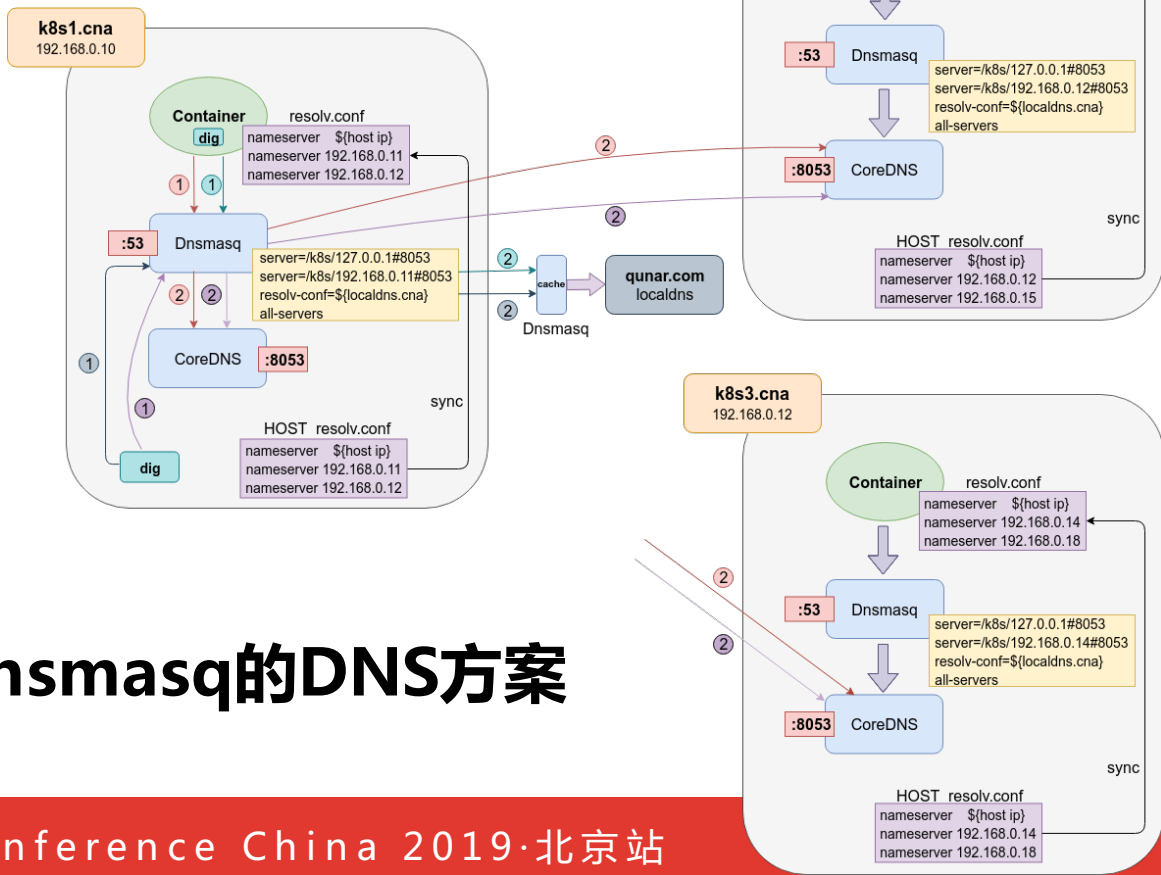 k8s1.cna
192.168.0.10
Container
dig
resolv.conf
nameserver ${host ip}
nameserver 192.168.0.11
nameserver 192.168.0.12
1
1
:53
Dnsmasq
server=/k8s/127.0.0.1#8053
server=/k8s/192.168.0.11#8053
resolv-conf=${localdns.cna}
all-servers
2
2
CoreDNS
:8053
1
1
dig
sync
HOST resolv.conf
nameserver ${host ip}
nameserver 192.168.0.11
nameserver 192.168.0.12
2
2
2
2
cache
Dnsmasq
qunar.com
localdns
:53
Dnsmasq
server=/k8s/127.0.0.1#8053
server=/k8s/192.168.0.12#8053
resolv-conf=${localdns.cna}
all-servers
:8053
CoreDNS
sync
HOST resolv.conf
nameserver ${host ip}
nameserver 192.168.0.12
nameserver 192.168.0.15
k8s3.cna
192.168.0.12
Container
resolv.conf
nameserver ${host ip}
nameserver 192.168.0.14
nameserver 192.168.0.18
2
2
:53
Dnsmasq
server=/k8s/127.0.0.1#8053
server=/k8s/192.168.0.14#8053
resolv-conf=${localdns.cna}
all-servers
:8053
CoreDNS
sync
HOST resolv.conf
nameserver ${host ip}
nameserver 192.168.0.14
nameserver 192.168.0.18
nsmasq的DNS方案
nference China 2019·北京站